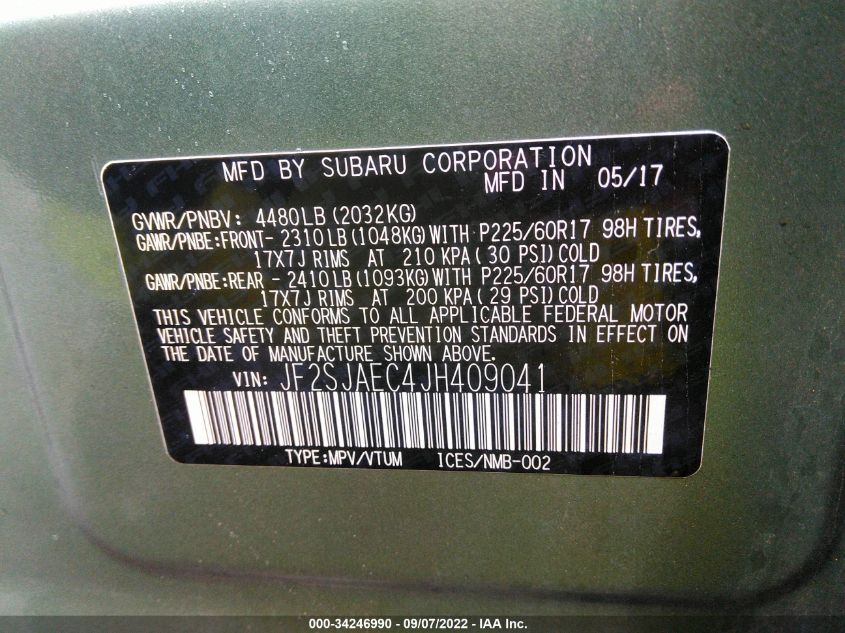 MFD BY SUBARU CORPORATION
MFD IN 05/17
GVWR/PNBV: 4480LB (2032KG)
GAWR/PNBE:FRONT- 2310LB (1048KG) WITH P225/60R17 98H TIRES,
17X7J RIMS AT 210 KPA ( 30 PSI) COLD
GAWR/PNBE:REAR - 2410LB (1093KG) WITH P225/60R17 98H TIRES,
17X7J RIMS AT 200 KPA ( 29 PSI) COLD
THIS VEHICLE CONFORMS TO ALL APPLICABLE FEDERAL MOTOR
VEHICLE SAFETY AND THEFT PREVENTION STANDARDS IN EFFECT ON
THE DATE OF MANUFACTURE SHOWN ABOVE.
VIN: JF2SJAEC4JH409041
TYPE:MPV/VTUM ICES/NMB-002
000-34246990 - 09/07/2022 - IAA Inc.